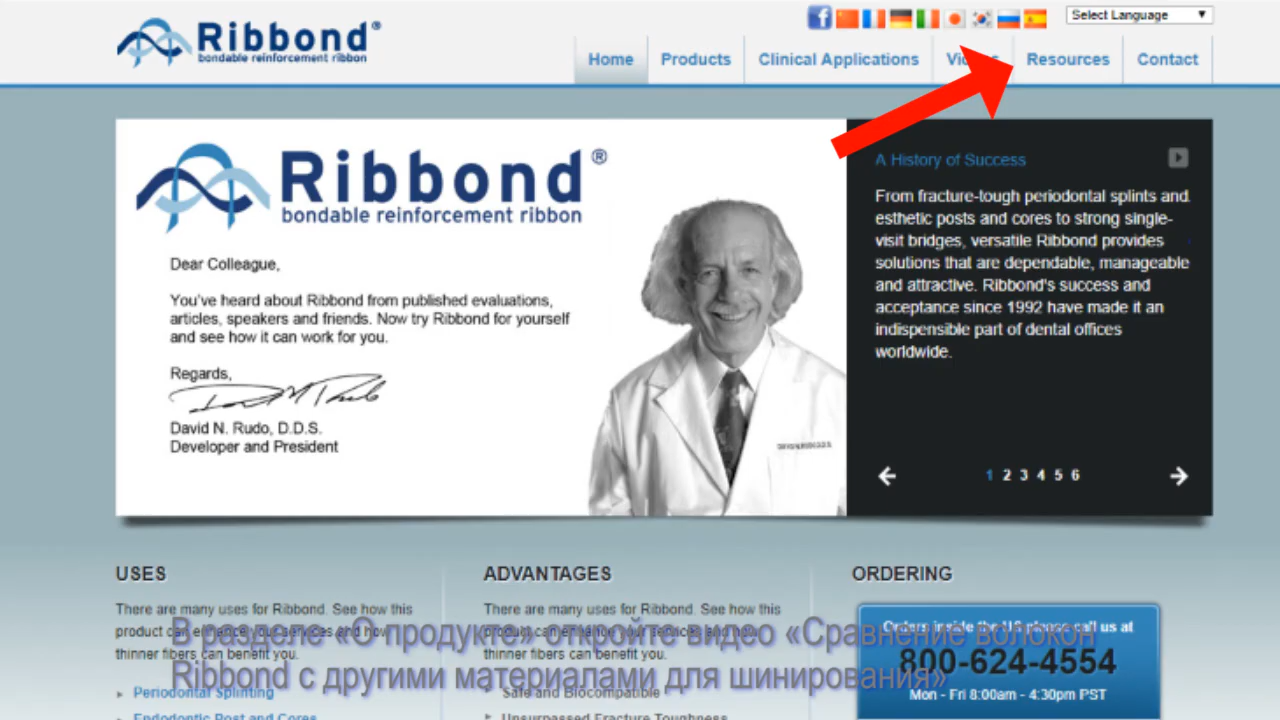 Ribbond®
bondable reinforcement ribbon
Select Language
Home
Products
Clinical Applications
Resources
Contact
Ribbond®
bondable reinforcement ribbon
Dear Colleague,
You've heard about Ribbond from published evaluations,
articles, speakers and friends. Now try Ribbond for yourself
and see how it can work for you.
Regards,
David N. Rudo, D.D.S.
Developer and President
A History of Success
From fracture-tough periodontal splints and
esthetic posts and cores to strong single-
visit bridges, versatile Ribbond provides
solutions that are dependable, manageable
and attractive. Ribbond's success and
acceptance since 1992 have made it an
indispensible part of dental offices
worldwide.
1 2 3 4 5 6
USES
There are many uses for Ribbond. See how this
product can enhance your services and how
thinner fibers can benefit you.
Periodontal Splinting
Endodontic Post and Cores
ADVANTAGES
There are many uses for Ribbond. See how this
product can enhance your services and how
thinner fibers can benefit you.
Safe and Biocompatible
Unsurpassed Fracture Toughness
ORDERING
Orders inside the US please call us at
800-624-4554
Mon - Fri 8:00am - 4:30pm PST
В разделе «О продукте» откройте видео «Сравнение волокон
Ribbond с другими материалами для шинирования»